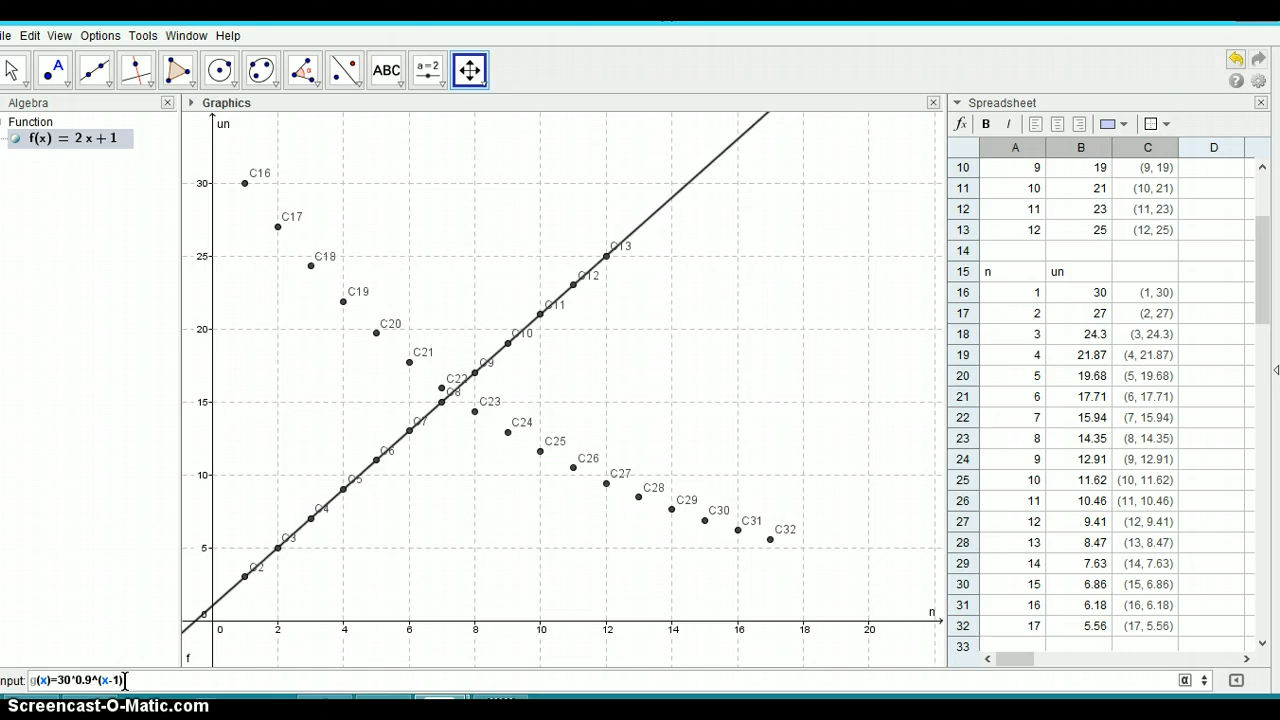 ile Edit View Options Tools Window Help
A ABC a=2
Algebra
Graphics
Spreadsheet
Function
f(x) = 2 x + 1
B I
A B C D
10 9 19 (9, 19)
11 10 21 (10, 21)
12 11 23 (11, 23)
13 12 25 (12, 25)
14
15 n un
16 1 30 (1, 30)
17 2 27 (2, 27)
18 3 24.3 (3, 24.3)
19 4 21.87 (4, 21.87)
20 5 19.68 (5, 19.68)
21 6 17.71 (6, 17.71)
22 7 15.94 (7, 15.94)
23 8 14.35 (8, 14.35)
24 9 12.91 (9, 12.91)
25 10 11.62 (10, 11.62)
26 11 10.46 (11, 10.46)
27 12 9.41 (12, 9.41)
28 13 8.47 (13, 8.47)
29 14 7.63 (14, 7.63)
30 15 6.86 (15, 6.86)
31 16 6.18 (16, 6.18)
32 17 5.56 (17, 5.56)
33
un
30
25
20
15
10
5
0
C16
C17
C18
C19
C20
C21
C22
C23
C24
C25
C26
C27
C28
C29
C30
C31
C32
C13
C12
C11
C10
C9
C8
C7
C6
C5
C4
C3
C2
n
0 2 4 6 8 10 12 14 16 18 20
f
nput: g(x)=30^0.9^(x-1) α
Screencast-O-Matic.com